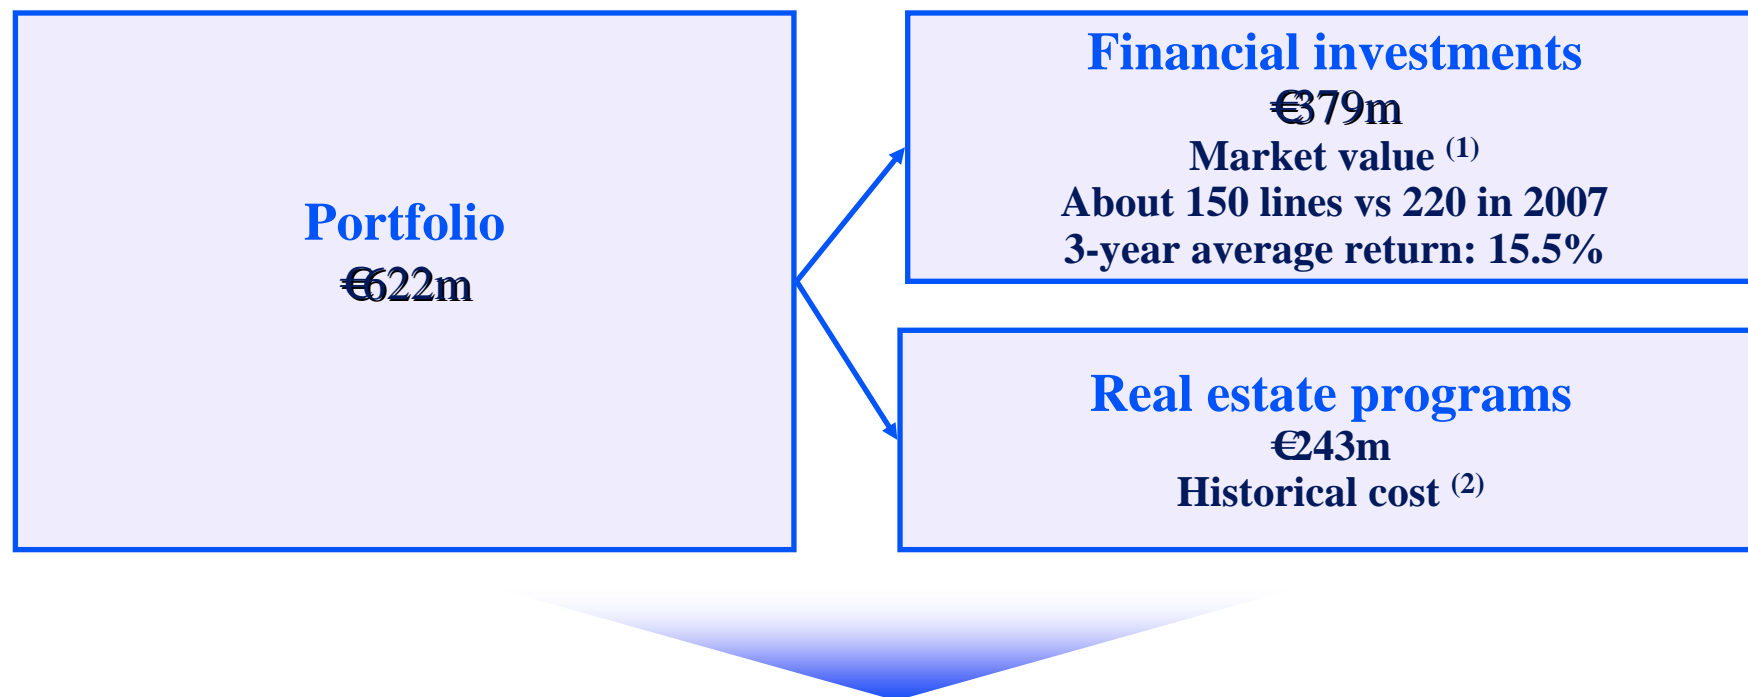 Portfolio
€622m
Financial investments
€379m
Market value (1)
About 150 lines vs 220 in 2007
3-year average return: 15.5%
Real estate programs
€243m
Historical cost (2)